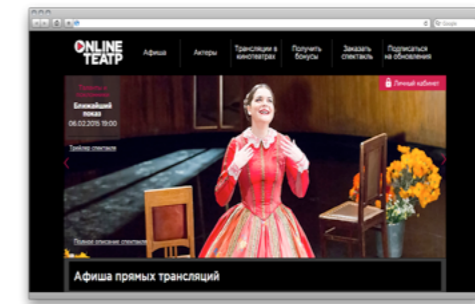 Google
ONLINE
ТЕАТР
Афиша
Актеры
Трансляции в
кинотеатрах
Получить
бонусы
Заказать
спектакль
Подписаться
на обновления
Личный кабинет
Ближайший
показ
06.02.2015 19:00
Трейлер спектакля
Полное описание спектакля
Афиша прямых трансляций